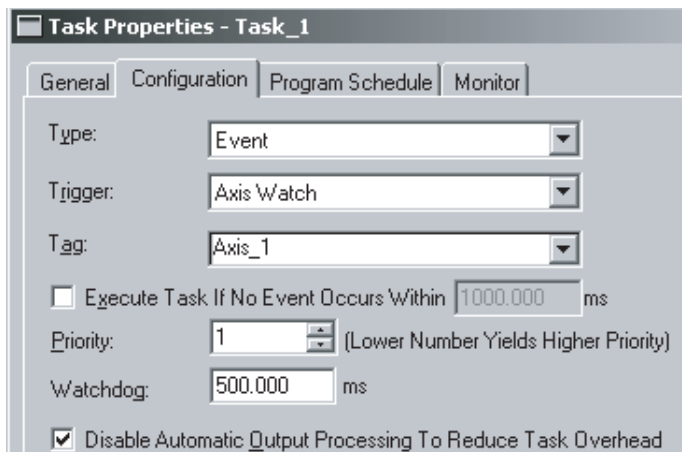 Task Properties - Task_1
General Configuration Program Schedule Monitor
Type: Event
Trigger: Axis Watch
Tag: Axis_1
Execute Task If No Event Occurs Within 1000.000 ms
Priority: 1 (Lower Number Yields Higher Priority)
Watchdog: 500.000 ms
Disable Automatic Output Processing To Reduce Task Overhead